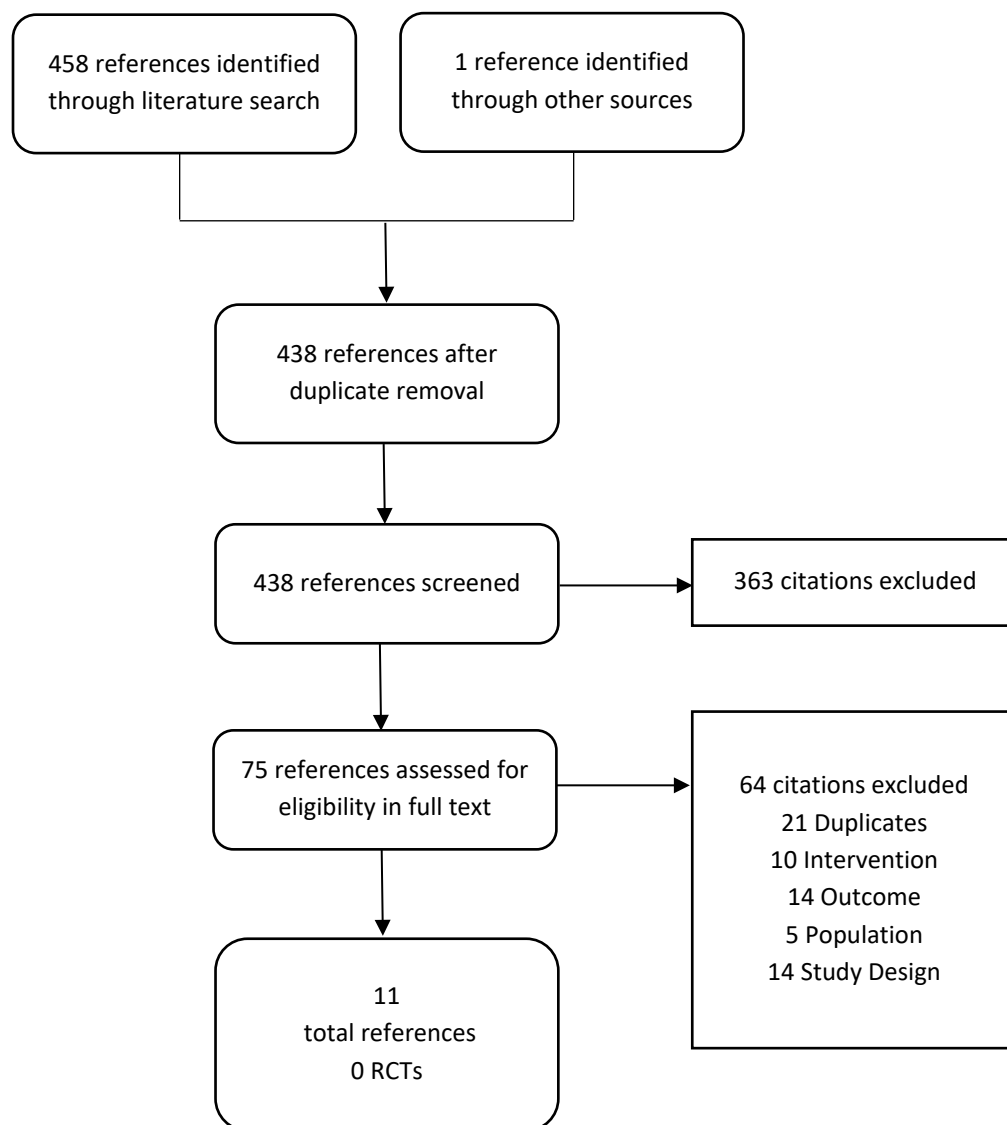 458 references identified
through literature search
1 reference identified
through other sources
438 references after
duplicate removal
438 references screened
363 citations excluded
75 references assessed for
eligibility in full text
64 citations excluded
21 Duplicates
10 Intervention
14 Outcome
5 Population
14 Study Design
11
total references
0 RCTs